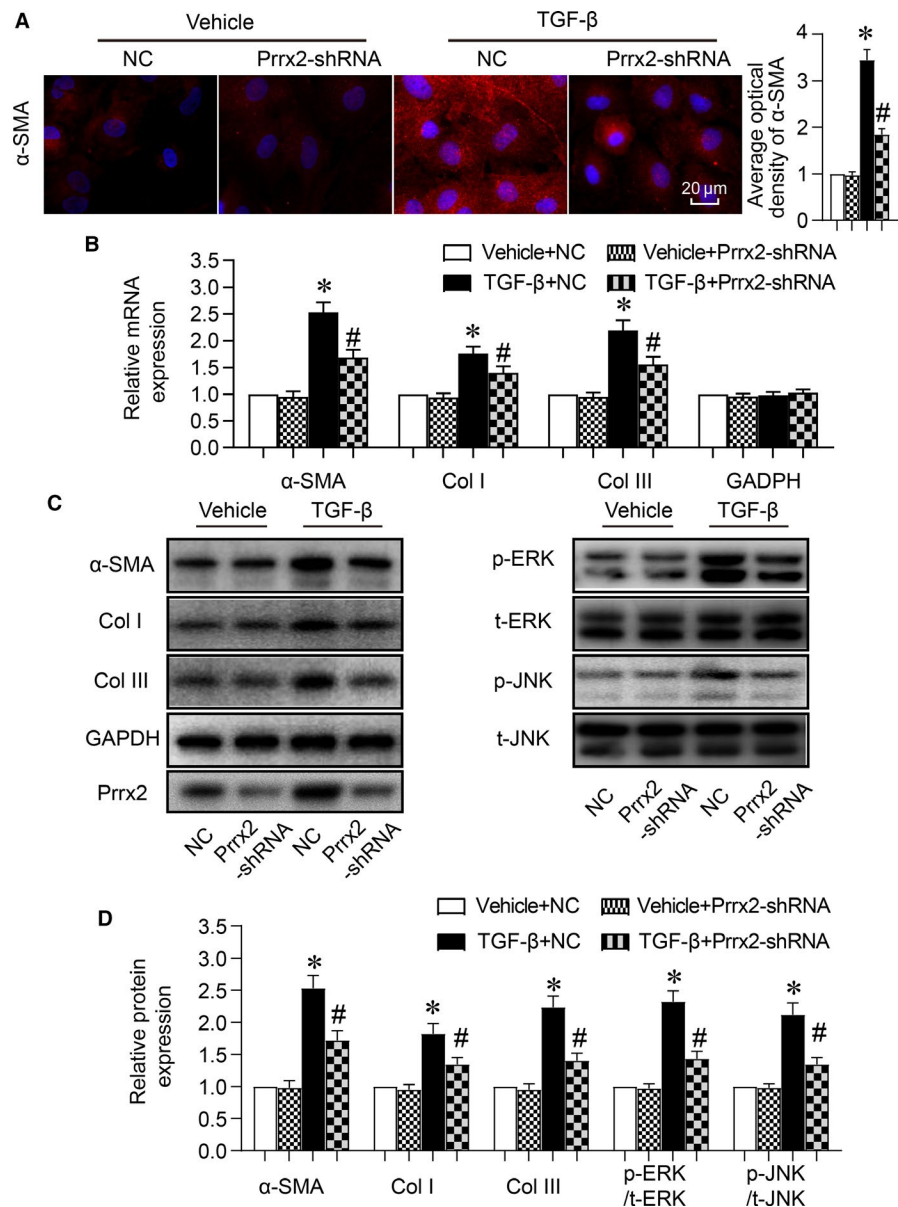 A
Vehicle
TGF-β
NC
Prrx2-shRNA
NC
Prrx2-shRNA
α-SMA
20 μm
Average optical
density of α-SMA
4
3
2
1
0
*
#
B
Vehicle+NC
Vehicle+Prrx2-shRNA
TGF-β+NC
TGF-β+Prrx2-shRNA
Relative mRNA
expression
3.5
3.0
2.5
2.0
1.5
1.0
0.5
0.0
*
#
*
#
*
#
α-SMA
Col I
Col III
GADPH
C
Vehicle
TGF-β
α-SMA
Col I
Col III
GAPDH
Prrx2
NC
Prrx2
-shRNA
NC
Prrx2
-shRNA
Vehicle
TGF-β
p-ERK
t-ERK
p-JNK
t-JNK
NC
Prrx2
-shRNA
NC
Prrx2
-shRNA
D
Vehicle+NC
Vehicle+Prrx2-shRNA
TGF-β+NC
TGF-β+Prrx2-shRNA
Relative protein
expression
3.5
3.0
2.5
2.0
1.5
1.0
0.5
0.0
*
#
*
#
*
#
*
#
*
#
α-SMA
Col I
Col III
p-ERK
/t-ERK
p-JNK
/t-JNK